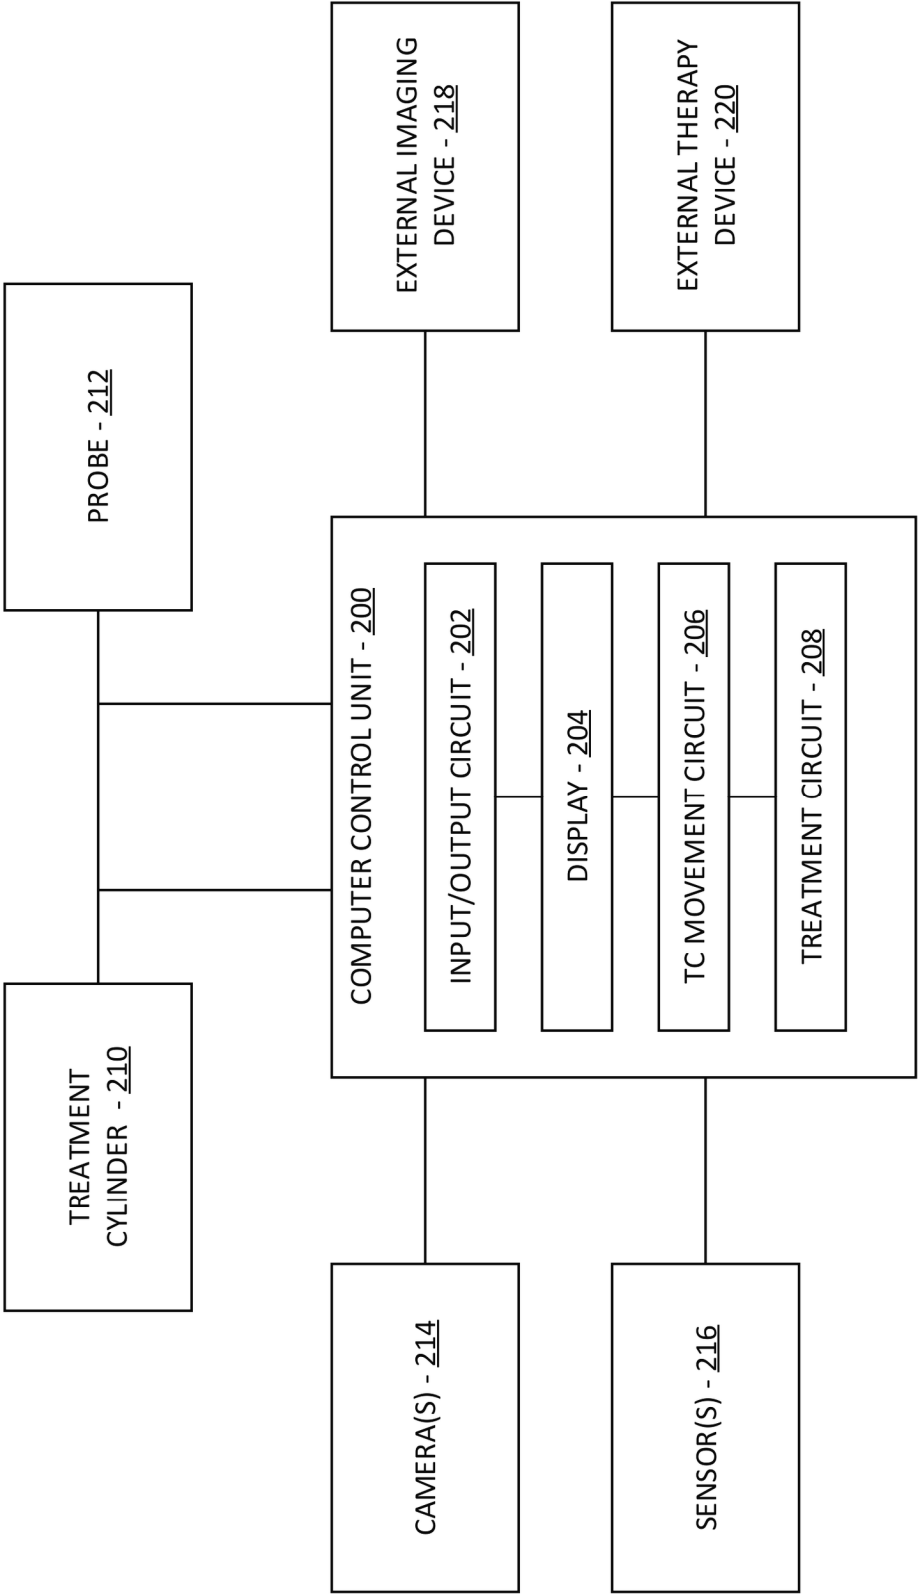 TREATMENT
CYLINDER - 210
PROBE - 212
CAMERA(S) - 214
SENSOR(S) - 216
COMPUTER CONTROL UNIT - 200
INPUT/OUTPUT CIRCUIT - 202
DISPLAY - 204
TC MOVEMENT CIRCUIT - 206
TREATMENT CIRCUIT - 208
EXTERNAL IMAGING
DEVICE - 218
EXTERNAL THERAPY
DEVICE - 220